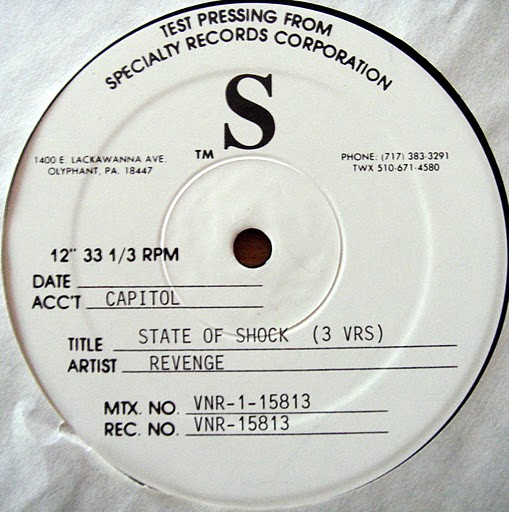 TEST PRESSING FROM
SPECIALTY RECORDS CORPORATION
S
TM
1400 E. LACKAWANNA AVE.
OLYPHANT, PA. 18447
PHONE: (717) 383-3291
TWX 510-671-4580
12" 33 1/3 RPM
DATE
ACC'T CAPITOL
TITLE STATE OF SHOCK (3 VRS)
ARTIST REVENGE
MTX. NO. VNR-1-15813
REC. NO. VNR-15813